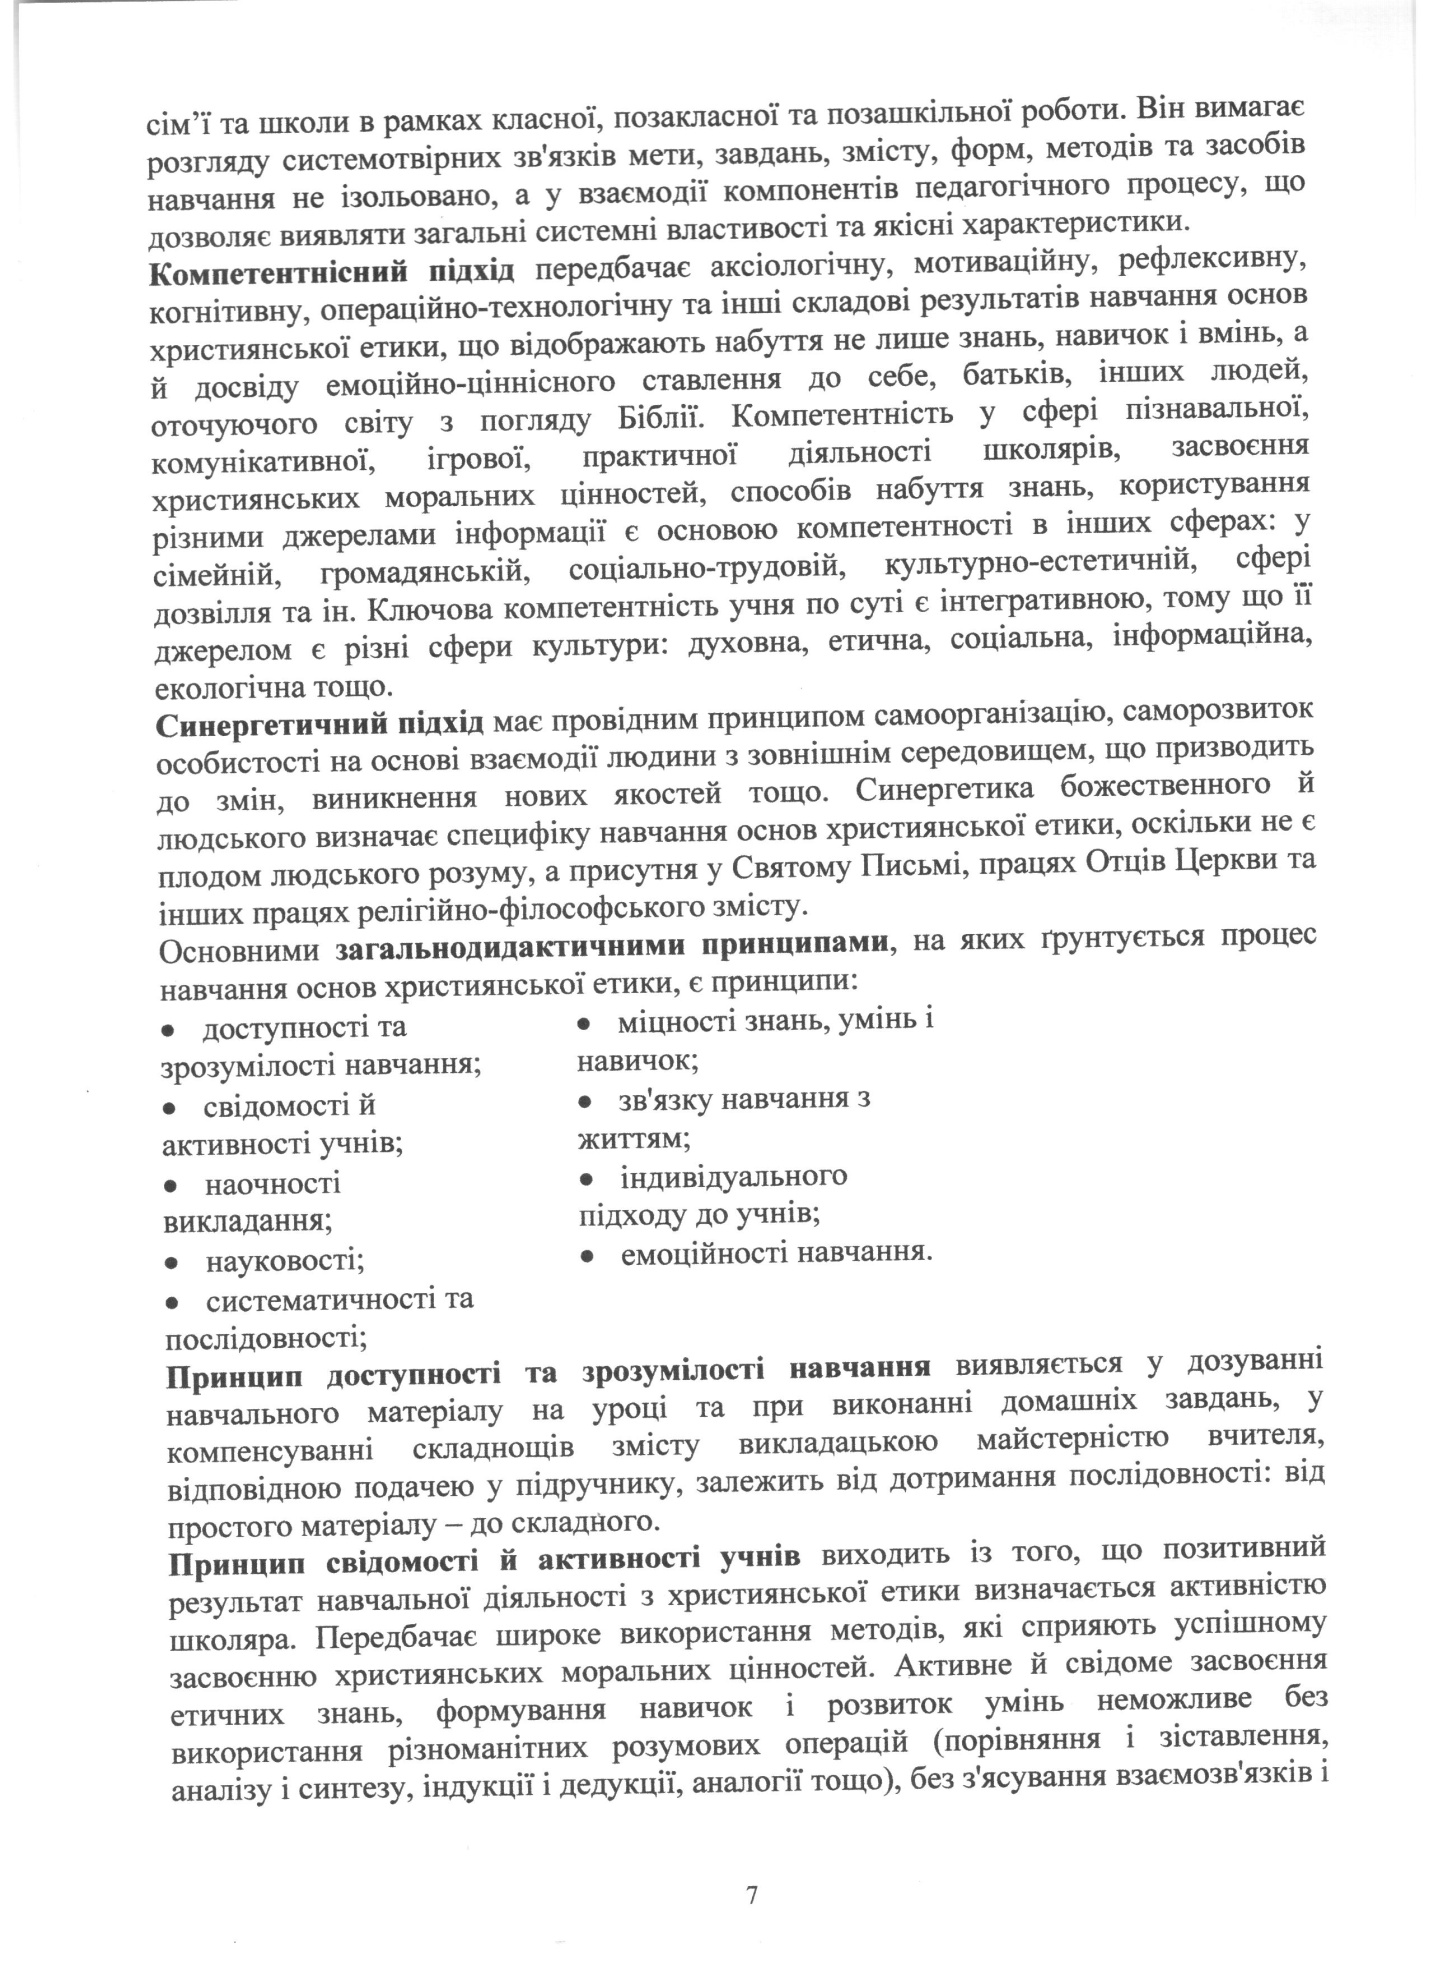 сім’ї та школи в рамках класної, позакласної та позашкільної роботи. Він вимагає
розгляду системотвірних зв'язків мети, завдань, змісту, форм, методів та засобів
навчання не ізольовано, а у взаємодії компонентів педагогічного процесу, що
дозволяє виявляти загальні системні властивості та якісні характеристики.
Компетентнісний підхід передбачає аксіологічну, мотиваційну, рефлексивну,
когнітивну, операційно-технологічну та інші складові результатів навчання основ
християнської етики, що відображають набуття не лише знань, навичок і вмінь, а
й досвіду емоційно-ціннісного ставлення до себе, батьків, інших людей,
оточуючого світу з погляду Біблії. Компетентність у сфері пізнавальної,
комунікативної, ігрової, практичної діяльності школярів, засвоєння
християнських моральних цінностей, способів набуття знань, користування
різними джерелами інформації є основою компетентності в інших сферах: у
сімейній, громадянській, соціально-трудовій, культурно-естетичній, сфері
дозвілля та ін. Ключова компетентність учня по суті є інтегративною, тому що її
джерелом є різні сфери культури: духовна, етична, соціальна, інформаційна,
екологічна тощо.
Синергетичний підхід має провідним принципом самоорганізацію, саморозвиток
особистості на основі взаємодії людини з зовнішнім середовищем, що призводить
до змін, виникнення нових якостей тощо. Синергетика божественного й
людського визначає специфіку навчання основ християнської етики, оскільки не є
плодом людського розуму, а присутня у Святому Письмі, працях Отців Церкви та
інших працях релігійно-філософського змісту.
Основними загальнодидактичними принципами, на яких ґрунтується процес
навчання основ християнської етики, є принципи:
• доступності та
зрозумілості навчання;
• свідомості й
активності учнів;
• наочності
викладання;
• науковості;
• систематичності та
послідовності;
• міцності знань, умінь і
навичок;
• зв'язку навчання з
життям;
• індивідуального
підходу до учнів;
• емоційності навчання.
Принцип доступності та зрозумілості навчання виявляється у дозуванні
навчального матеріалу на уроці та при виконанні домашніх завдань, у
компенсуванні складнощів змісту викладацькою майстерністю вчителя,
відповідною подачею у підручнику, залежить від дотримання послідовності: від
простого матеріалу – до складного.
Принцип свідомості й активності учнів виходить із того, що позитивний
результат навчальної діяльності з християнської етики визначається активністю
школяра. Передбачає широке використання методів, які сприяють успішному
засвоєнню християнських моральних цінностей. Активне й свідоме засвоєння
етичних знань, формування навичок і розвиток умінь неможливе без
використання різноманітних розумових операцій (порівняння і зіставлення,
аналізу і синтезу, індукції і дедукції, аналогії тощо), без з'ясування взаємозв'язків і
7